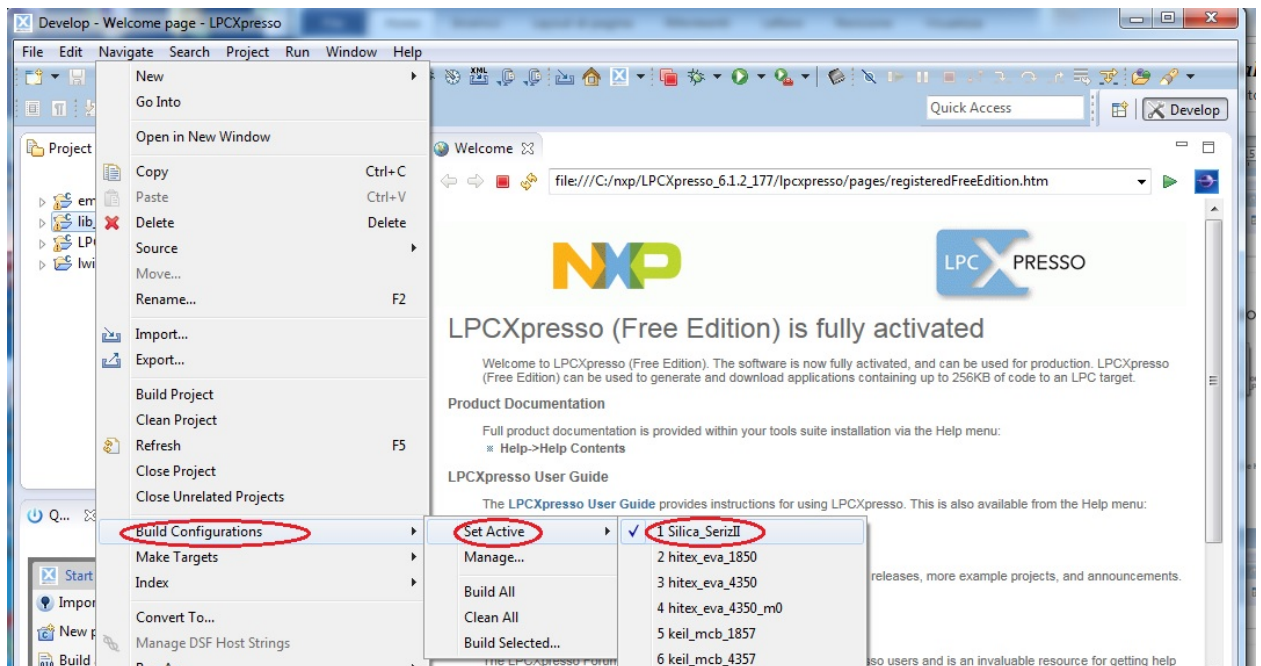 Develop - Welcome page - LPCXpresso
File Edit Navigate Search Project Run Window Help
Quick Access
Develop
Project
Welcome
file:///C:/nxp/LPCXpresso_6.1.2_177/lpcxpresso/pages/registeredFreeEdition.htm
New
Go Into
Open in New Window
Copy Ctrl+C
Paste Ctrl+V
Delete Delete
Source
Move...
Rename... F2
Import...
Export...
Build Project
Clean Project
Refresh F5
Close Project
Close Unrelated Projects
Build Configurations
Make Targets
Index
Convert To...
Manage DSF Host Strings
em
lib_
LP
lwi
Q...
Start
Impor
New p
Build
Set Active
Manage...
Build All
Clean All
Build Selected...
1 Silica_SerizII
2 hitex_eva_1850
3 hitex_eva_4350
4 hitex_eva_4350_m0
5 keil_mcb_1857
6 keil_mcb_4357
NXP
LPC XPRESSO
LPCXpresso (Free Edition) is fully activated
Welcome to LPCXpresso (Free Edition). The software is now fully activated, and can be used for production. LPCXpresso
(Free Edition) can be used to generate and download applications containing up to 256KB of code to an LPC target.
Product Documentation
Full product documentation is provided within your tools suite installation via the Help menu:
Help->Help Contents
LPCXpresso User Guide
The LPCXpresso User Guide provides instructions for using LPCXpresso. This is also available from the Help menu:
releases, more example projects, and announcements.
The LPCXpresso Forum
so users and is an invaluable resource for getting help